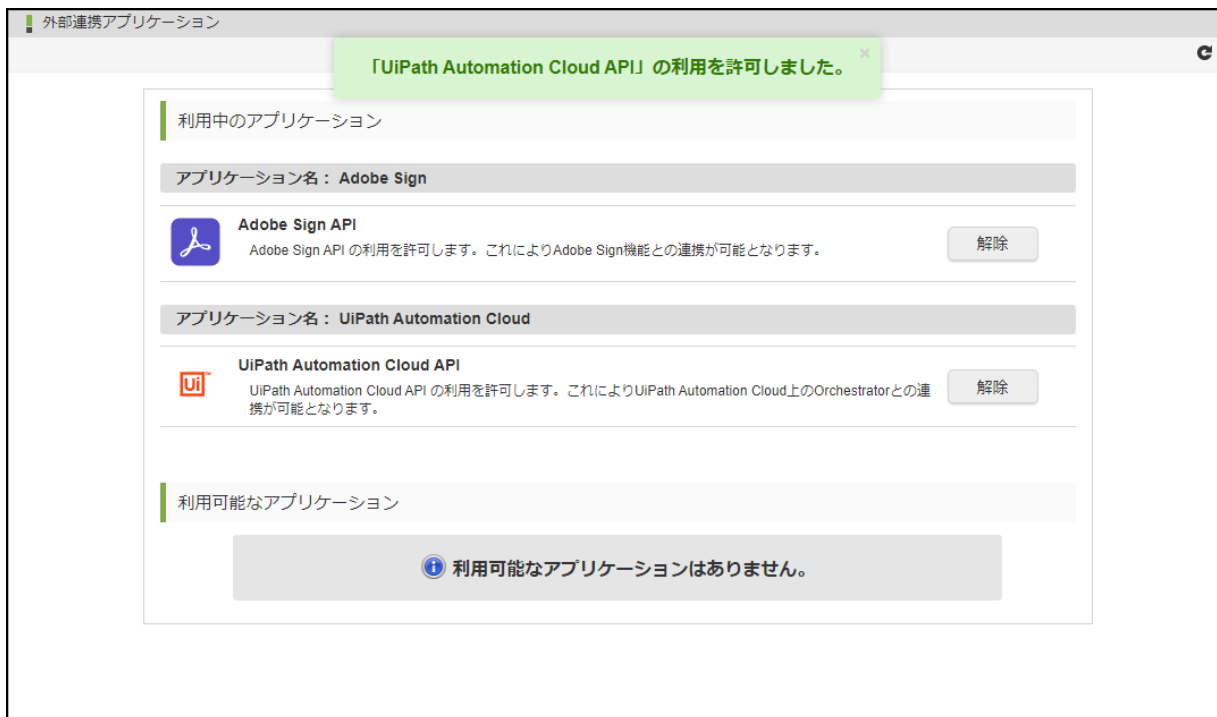 外部連携アプリケーション
「UiPath Automation Cloud API」の利用を許可しました。
×
利用中のアプリケーション
アプリケーション名： Adobe Sign
Adobe Sign API
Adobe Sign API の利用を許可します。これによりAdobe Sign機能との連携が可能となります。
解除
アプリケーション名： UiPath Automation Cloud
Ui™
UiPath Automation Cloud API
UiPath Automation Cloud API の利用を許可します。これによりUiPath Automation Cloud上のOrchestratorとの連
携が可能となります。
解除
利用可能なアプリケーション
利用可能なアプリケーションはありません。